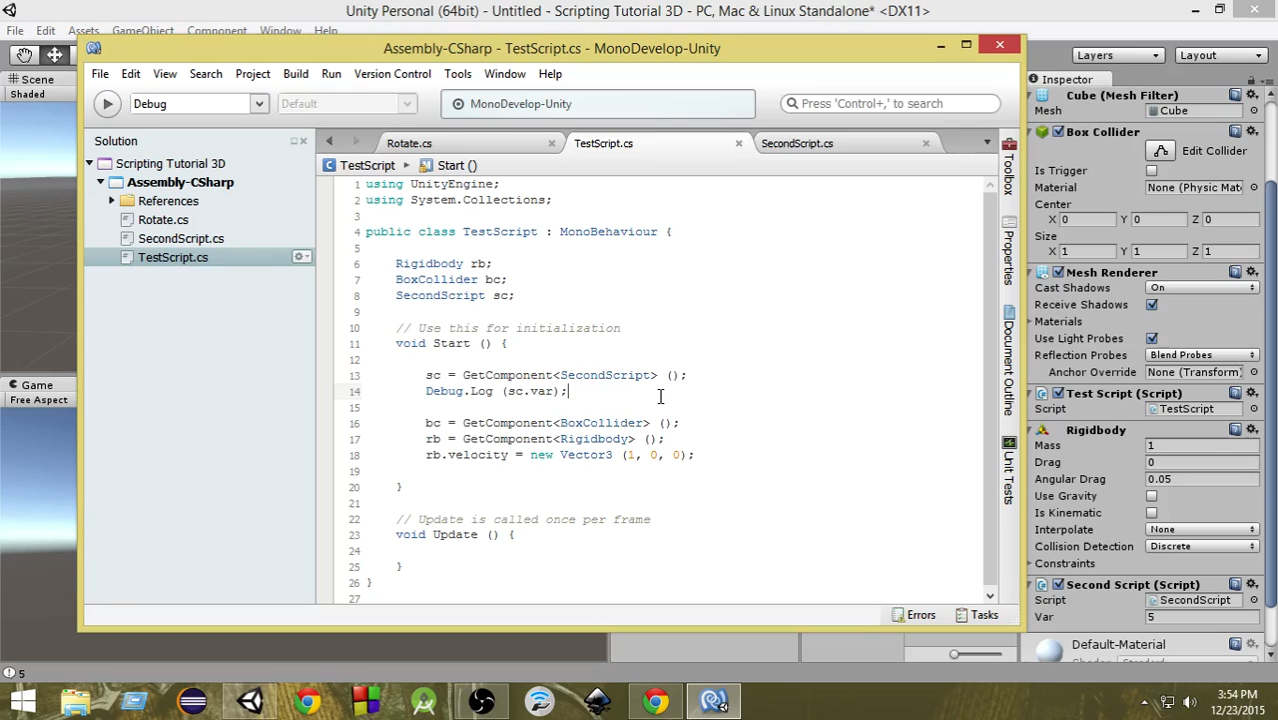 Unity Personal (64bit) - Untitled - Scripting Tutorial 3D - PC, Mac & Linux Standalone* <DX11>
File Edit Assets GameObject Component Window Help
Layers Layout
Scene
Shaded
Game
Free Aspect
Assembly-CSharp - TestScript.cs - MonoDevelop-Unity
File Edit View Search Project Build Run Version Control Tools Window Help
Debug Default MonoDevelop-Unity Press 'Control+,' to search
Solution
Scripting Tutorial 3D
Assembly-CSharp
References
Rotate.cs
SecondScript.cs
TestScript.cs
Rotate.cs TestScript.cs SecondScript.cs
TestScript Start ()
1 using UnityEngine;
2 using System.Collections;
3
4 public class TestScript : MonoBehaviour {
5
6 Rigidbody rb;
7 BoxCollider bc;
8 SecondScript sc;
9
10 // Use this for initialization
11 void Start () {
12
13 sc = GetComponent<SecondScript> ();
14 Debug.Log (sc.var);
15
16 bc = GetComponent<BoxCollider> ();
17 rb = GetComponent<Rigidbody> ();
18 rb.velocity = new Vector3 (1, 0, 0);
19
20 }
21
22 // Update is called once per frame
23 void Update () {
24
25 }
26 }
27
Toolbox
Properties
Document Outline
Unit Tests
Errors Tasks
Inspector
Cube (Mesh Filter)
Mesh Cube
Box Collider
Edit Collider
Is Trigger
Material None (Physic Mat
Center
X 0 Y 0 Z 0
Size
X 1 Y 1 Z 1
Mesh Renderer
Cast Shadows On
Receive Shadows
Materials
Use Light Probes
Reflection Probes Blend Probes
Anchor Override None (Transform)
Test Script (Script)
Script TestScript
Rigidbody
Mass 1
Drag 0
Angular Drag 0.05
Use Gravity
Is Kinematic
Interpolate None
Collision Detection Discrete
Constraints
Second Script (Script)
Script SecondScript
Var 5
Default-Material
Shader Standard
5
3:54 PM
12/23/2015